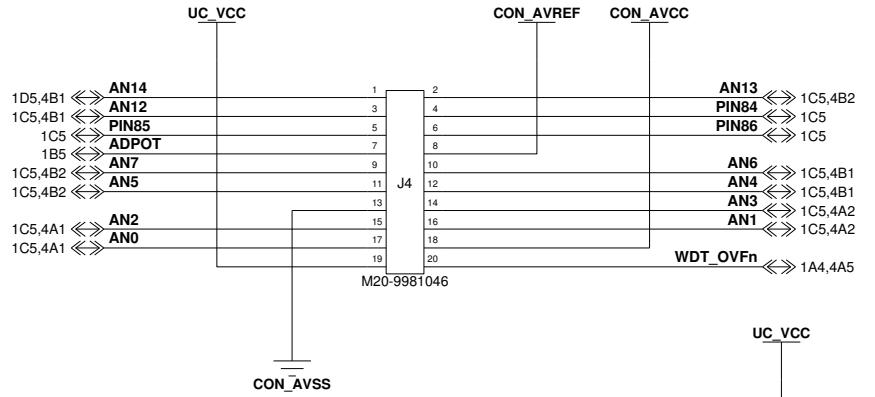 UC_VCC CON_AVREF CON_AVCC
1D5,4B1 AN14 1 2 AN13 1C5,4B2
1C5,4B1 AN12 3 4 PIN84 1C5
1C5 PIN85 5 6 PIN86 1C5
1B5 ADPOT 7 8
1C5,4B2 AN7 9 10 AN6 1C5,4B1
1C5,4B2 AN5 11 12 AN4 1C5,4B1
J4
13 14 AN3 1C5,4A2
1C5,4A1 AN2 15 16 AN1 1C5,4A2
1C5,4A1 AN0 17 18
19 20 WDT_OVFn 1A4,4A5
M20-9981046
UC_VCC
CON_AVSS